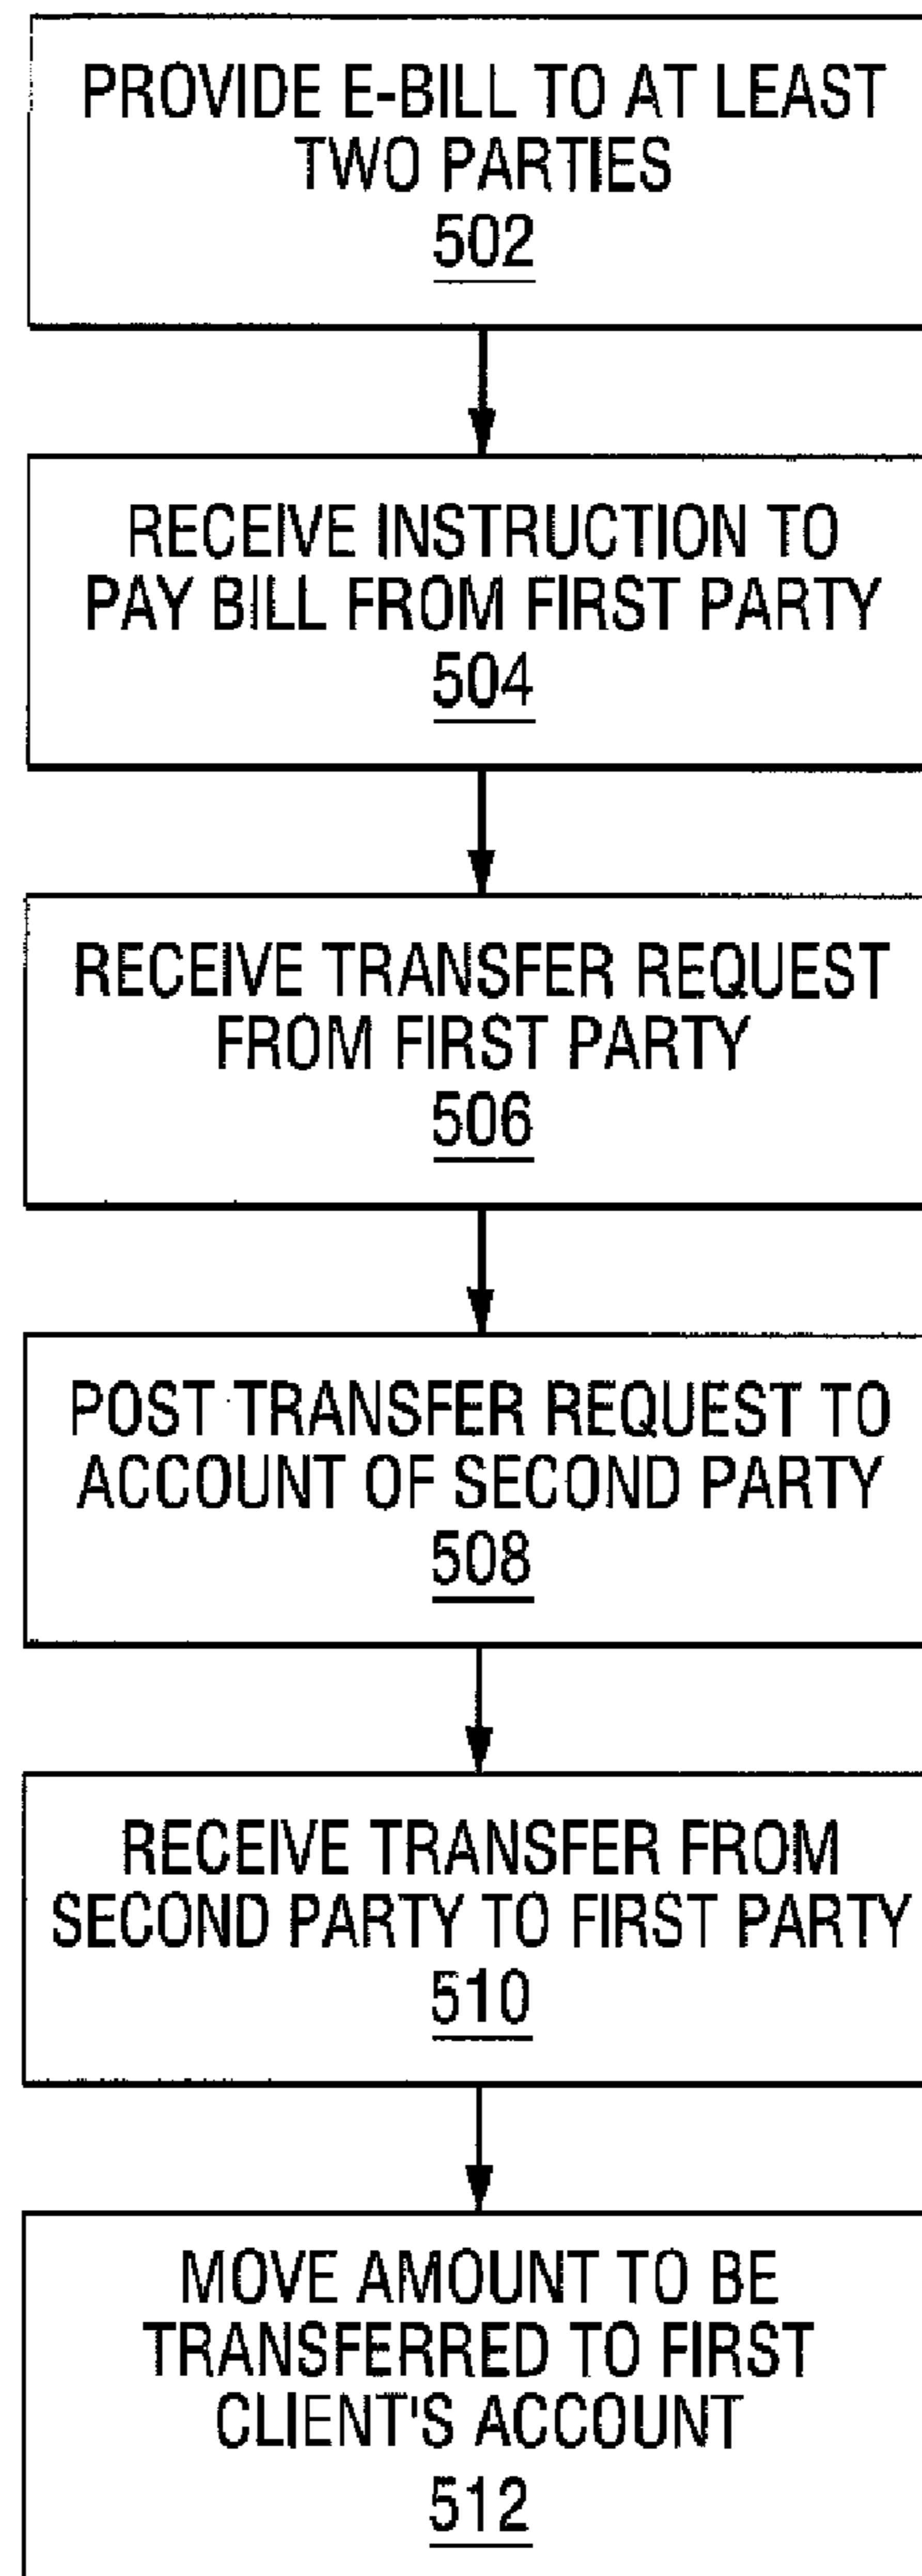 PROVIDE E-BILL TO AT LEAST
TWO PARTIES
502
RECEIVE INSTRUCTION TO
PAY BILL FROM FIRST PARTY
504
RECEIVE TRANSFER REQUEST
FROM FIRST PARTY
506
POST TRANSFER REQUEST TO
ACCOUNT OF SECOND PARTY
508
RECEIVE TRANSFER FROM
SECOND PARTY TO FIRST PARTY
510
MOVE AMOUNT TO BE
TRANSFERRED TO FIRST
CLIENT'S ACCOUNT
512